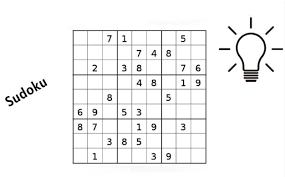 Sudoku
7 1 5
7 4 8
2 3 8 7 6
4 8 1 9
8 5
6 9 5 3
8 7 1 9 3
3 8 5
1 3 9